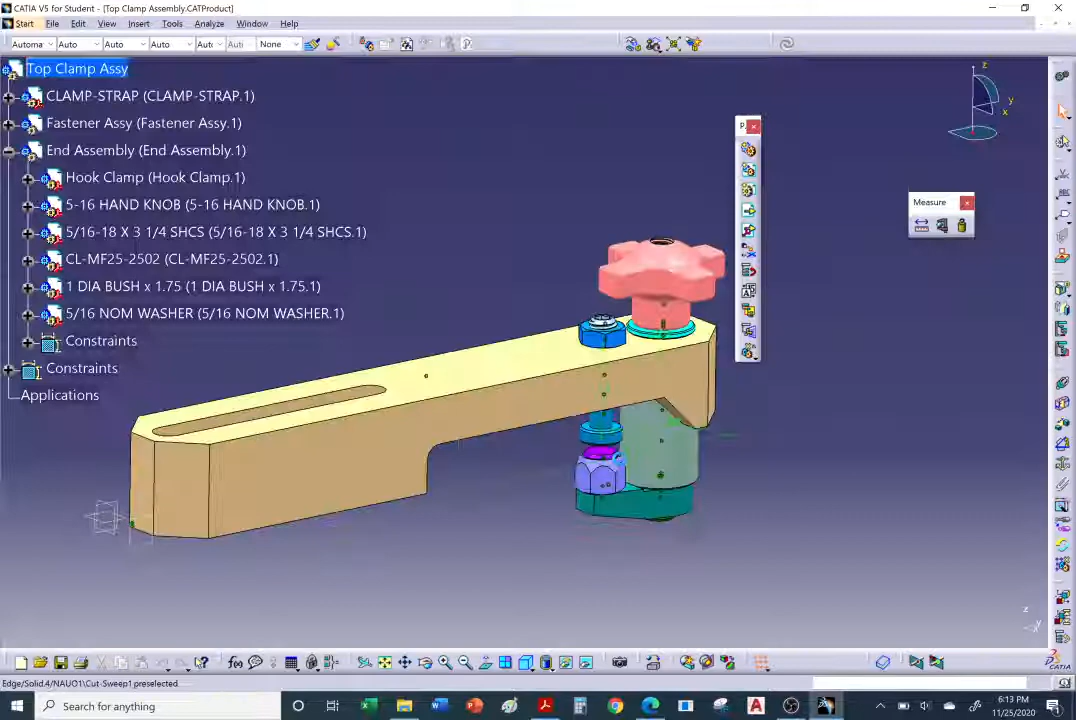 CATIA V5 for Student - [Top Clamp Assembly.CATProduct]
Start File Edit View Insert Tools Analyze Window Help
Automa Auto Auto Auto Aut Aut None
Top Clamp Assy
CLAMP-STRAP (CLAMP-STRAP.1)
Fastener Assy (Fastener Assy.1)
End Assembly (End Assembly.1)
Hook Clamp (Hook Clamp.1)
5-16 HAND KNOB (5-16 HAND KNOB.1)
5/16-18 X 3 1/4 SHCS (5/16-18 X 3 1/4 SHCS.1)
CL-MF25-2502 (CL-MF25-2502.1)
1 DIA BUSH x 1.75 (1 DIA BUSH x 1.75.1)
5/16 NOM WASHER (5/16 NOM WASHER.1)
Constraints
Constraints
Applications
P..
Measure
z
y
x
z
y
Edge/Solid.4/NAUO1/Cut-Sweep1 preselected
CATIA
Search for anything
6:13 PM
11/25/2020